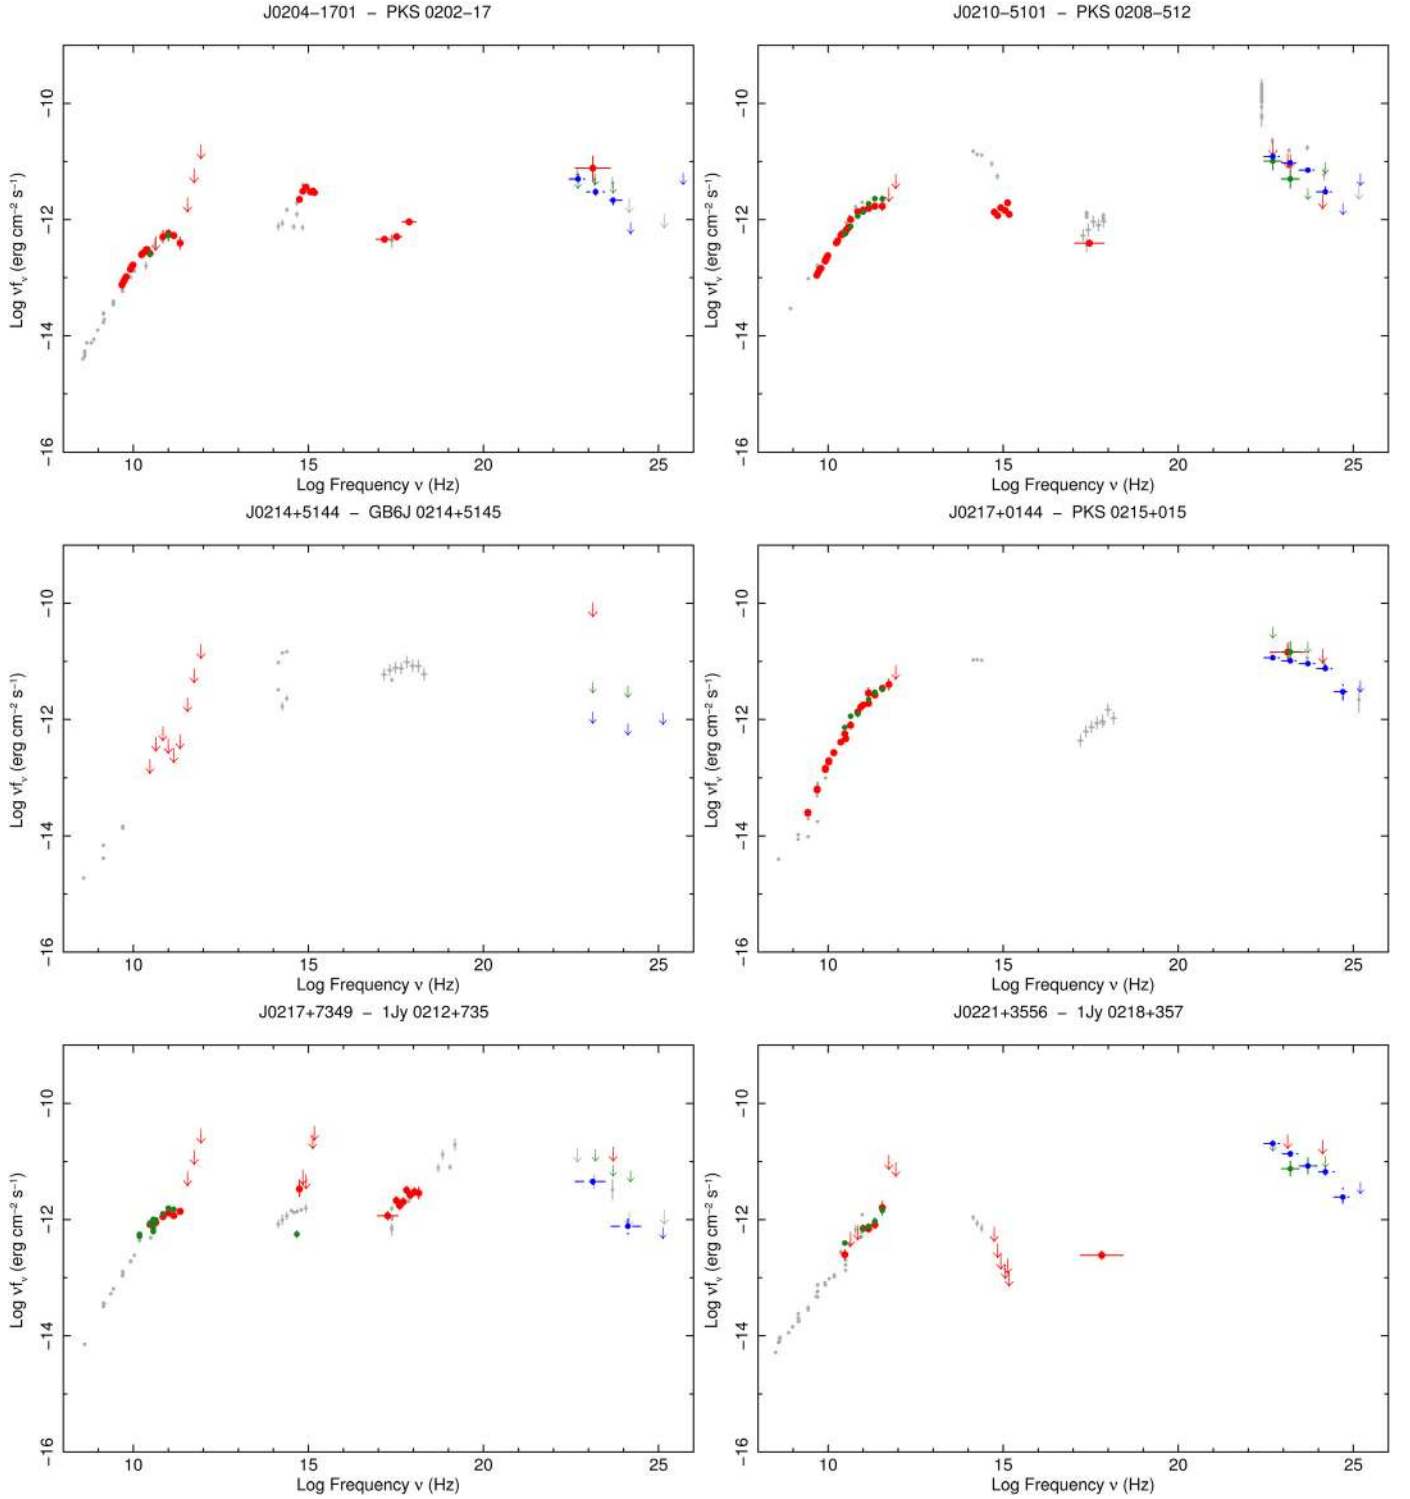 J0204−1701 − PKS 0202−17
J0210−5101 − PKS 0208−512
Log νfν (erg cm−2 s−1)
−10
−12
−14
−16
10 15 20 25
Log Frequency ν (Hz)
Log νfν (erg cm−2 s−1)
−10
−12
−14
−16
10 15 20 25
Log Frequency ν (Hz)
J0214+5144 − GB6J 0214+5145
J0217+0144 − PKS 0215+015
Log νfν (erg cm−2 s−1)
−10
−12
−14
−16
10 15 20 25
Log Frequency ν (Hz)
Log νfν (erg cm−2 s−1)
−10
−12
−14
−16
10 15 20 25
Log Frequency ν (Hz)
J0217+7349 − 1Jy 0212+735
J0221+3556 − 1Jy 0218+357
Log νfν (erg cm−2 s−1)
−10
−12
−14
−16
10 15 20 25
Log Frequency ν (Hz)
Log νfν (erg cm−2 s−1)
−10
−12
−14
−16
10 15 20 25
Log Frequency ν (Hz)